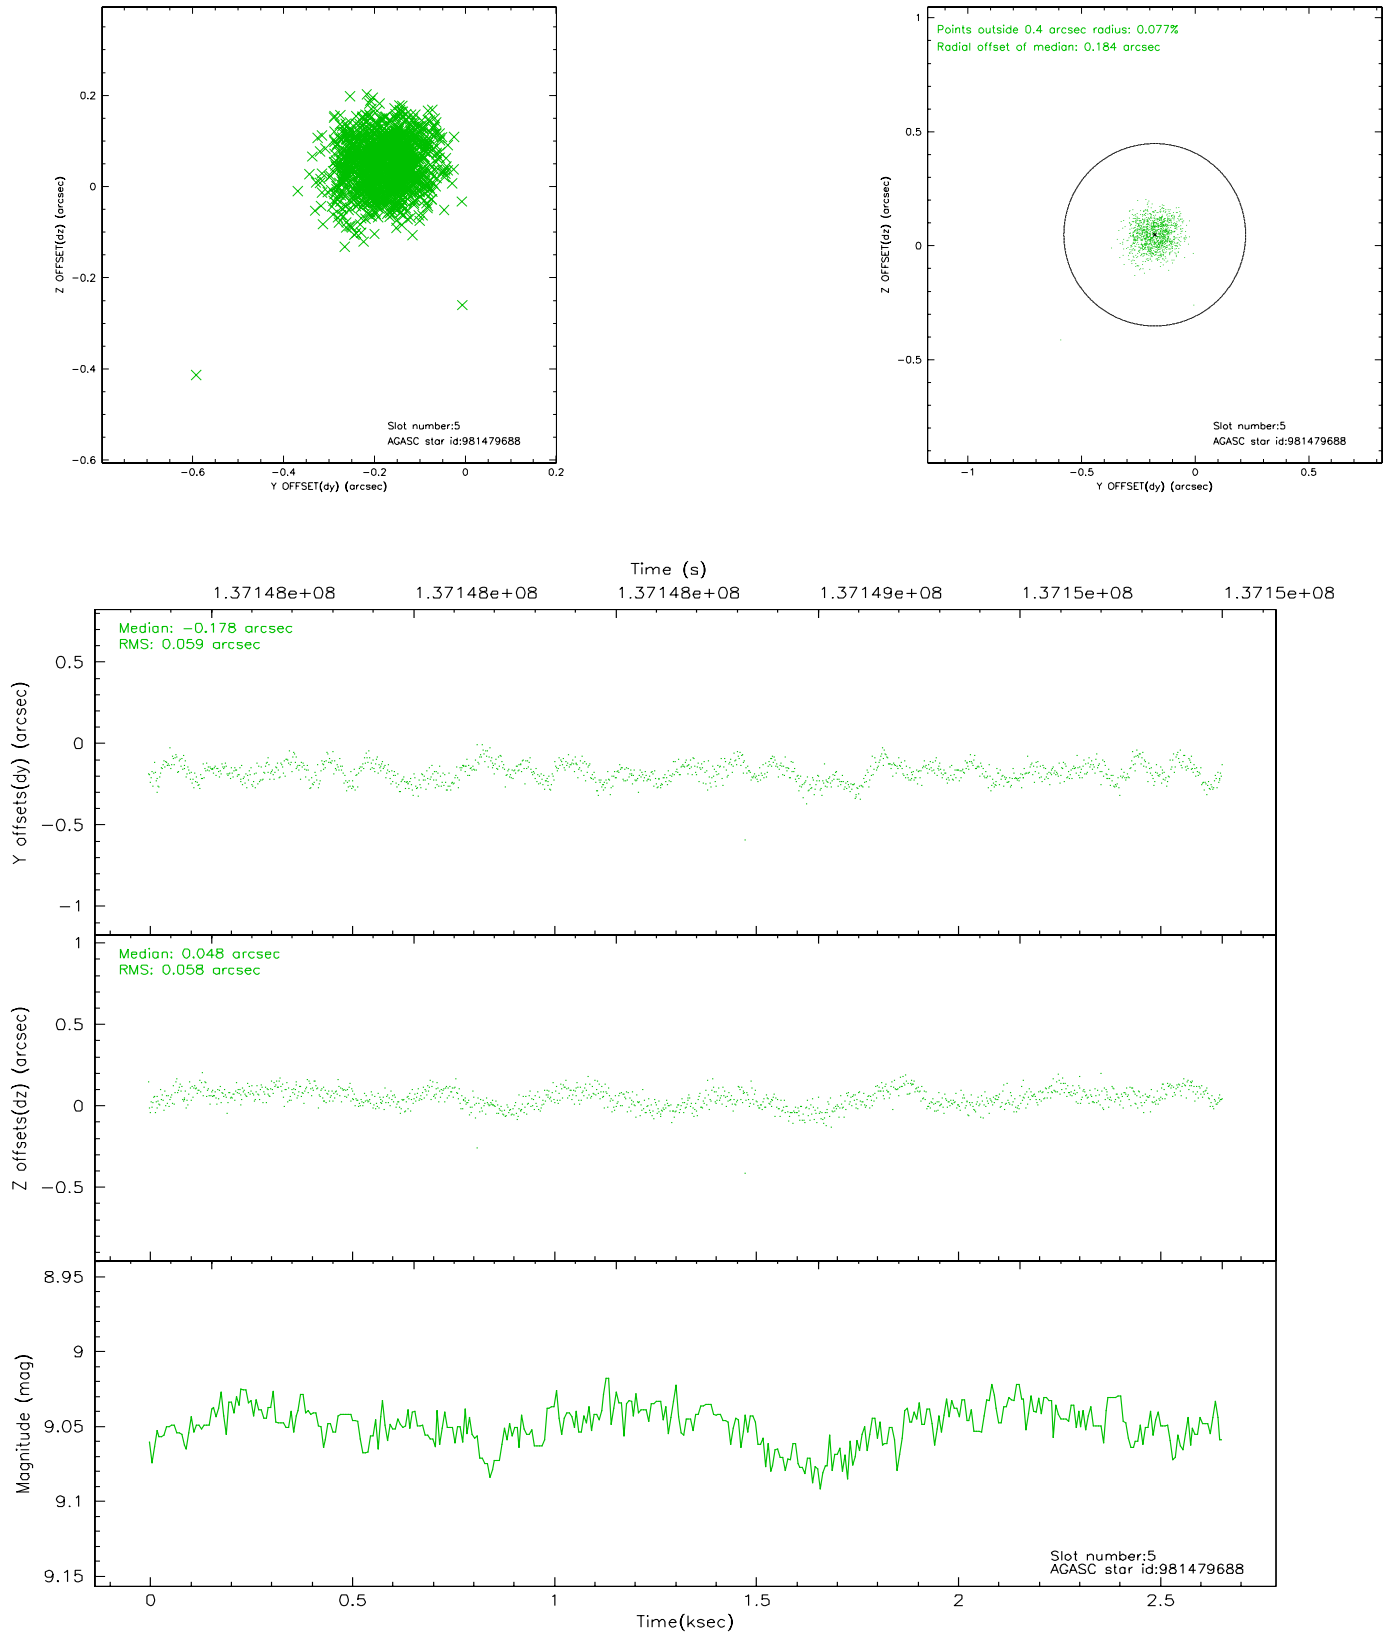 0.2
0
−0.2
−0.4
−0.6
Z OFFSET(dz) (arcsec)
Slot number:5
AGASC star id:981479688
−0.6 −0.4 −0.2 0 0.2
Y OFFSET(dy) (arcsec)
Points outside 0.4 arcsec radius: 0.077%
Radial offset of median: 0.184 arcsec
1
0.5
0
−0.5
Z OFFSET(dz) (arcsec)
Slot number:5
AGASC star id:981479688
−1 −0.5 0 0.5
Y OFFSET(dy) (arcsec)
Time (s)
1.37148e+08 1.37148e+08 1.37148e+08 1.37149e+08 1.3715e+08 1.3715e+08
Median: −0.178 arcsec
RMS: 0.059 arcsec
0.5
0
−0.5
−1
Y offsets(dy) (arcsec)
Median: 0.048 arcsec
RMS: 0.058 arcsec
1
0.5
0
−0.5
Z offsets(dz) (arcsec)
8.95
9
9.05
9.1
9.15
Magnitude (mag)
Slot number:5
AGASC star id:981479688
0 0.5 1 1.5 2 2.5
Time(ksec)